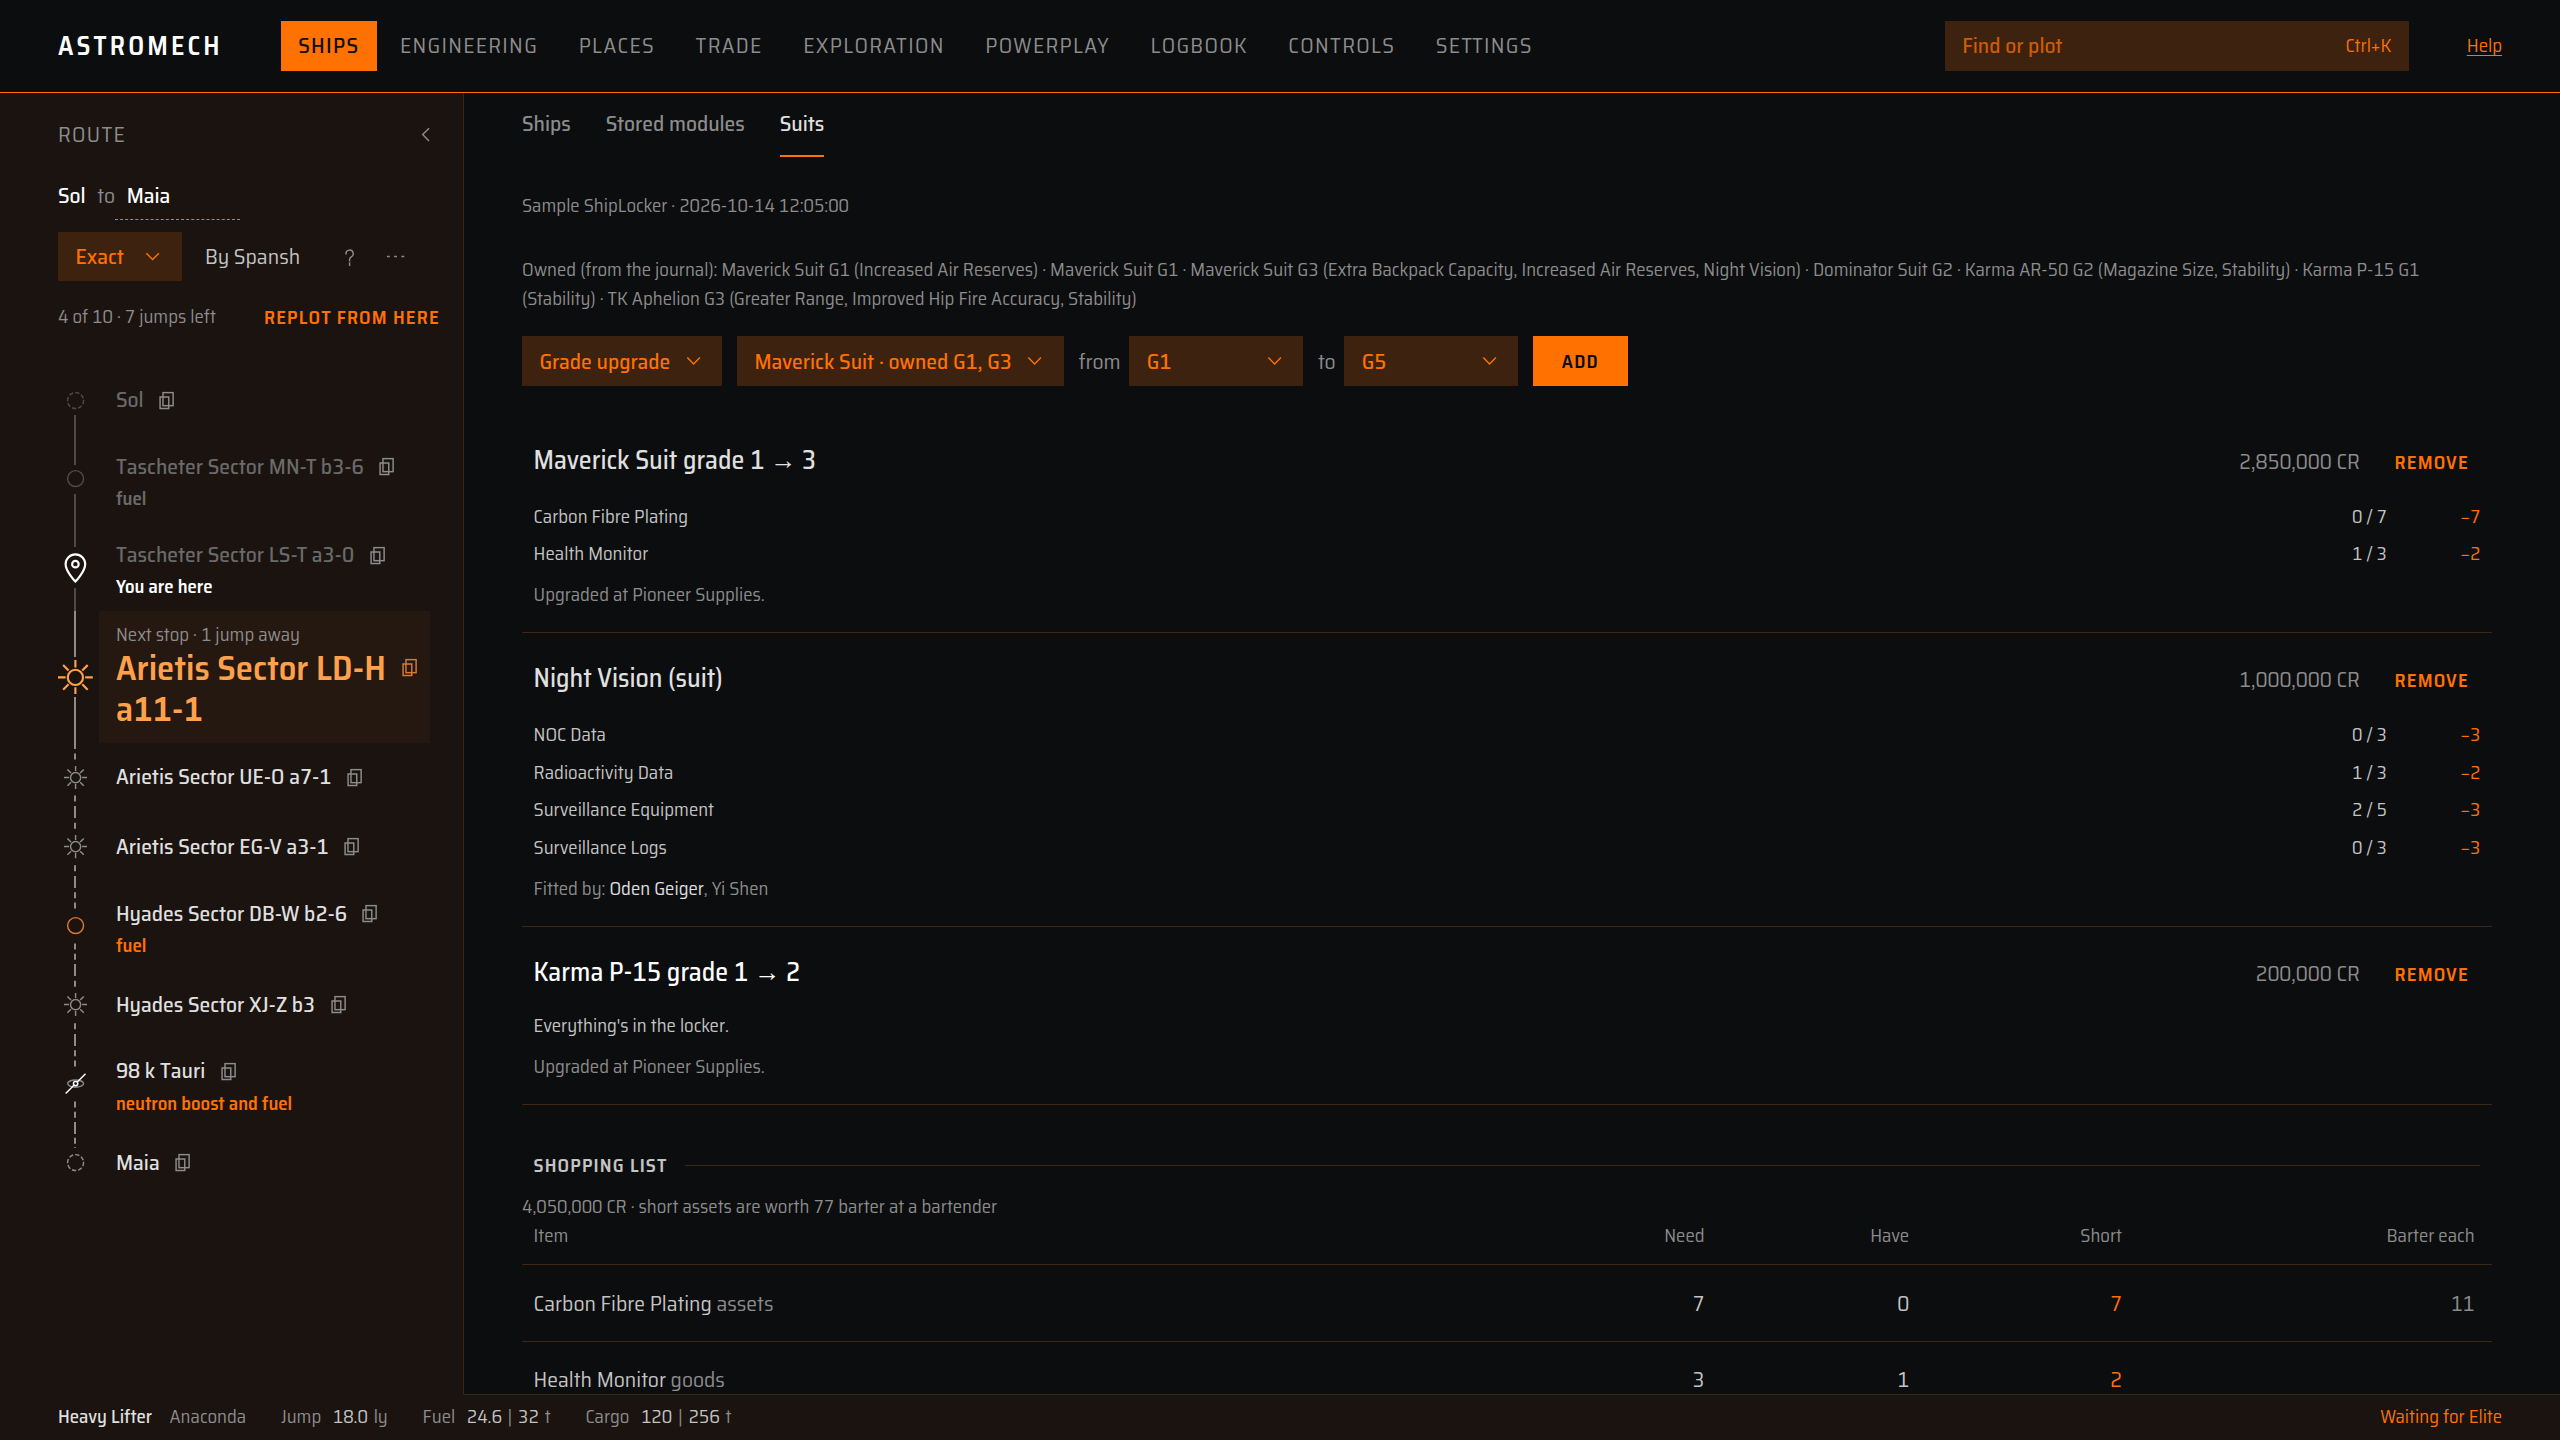 ASTROMECH SHIPS ENGINEERING PLACES TRADE EXPLORATION POWERPLAY LOGBOOK CONTROLS SETTINGS Find or plot Ctrl+K Help
ROUTE
Sol to Maia
Exact By Spansh ? ...
4 of 10 · 7 jumps left REPLOT FROM HERE
Sol
Tascheter Sector MN-T b3-6
fuel
Tascheter Sector LS-T a3-0
You are here
Next stop · 1 jump away
Arietis Sector LD-H
a11-1
Arietis Sector UE-O a7-1
Arietis Sector EG-V a3-1
Hyades Sector DB-W b2-6
fuel
Hyades Sector XJ-Z b3
98 k Tauri
neutron boost and fuel
Maia
Ships Stored modules Suits
Sample ShipLocker · 2026-10-14 12:05:00
Owned (from the journal): Maverick Suit G1 (Increased Air Reserves) · Maverick Suit G1 · Maverick Suit G3 (Extra Backpack Capacity, Increased Air Reserves, Night Vision) · Dominator Suit G2 · Karma AR-50 G2 (Magazine Size, Stability) · Karma P-15 G1
(Stability) · TK Aphelion G3 (Greater Range, Improved Hip Fire Accuracy, Stability)
Grade upgrade Maverick Suit · owned G1, G3 from G1 to G5 ADD
Maverick Suit grade 1 → 3 2,850,000 CR REMOVE
Carbon Fibre Plating 0 / 7 −7
Health Monitor 1 / 3 −2
Upgraded at Pioneer Supplies.
Night Vision (suit) 1,000,000 CR REMOVE
NOC Data 0 / 3 −3
Radioactivity Data 1 / 3 −2
Surveillance Equipment 2 / 5 −3
Surveillance Logs 0 / 3 −3
Fitted by: Oden Geiger, Yi Shen
Karma P-15 grade 1 → 2 200,000 CR REMOVE
Everything's in the locker.
Upgraded at Pioneer Supplies.
SHOPPING LIST
4,050,000 CR · short assets are worth 77 barter at a bartender
Item Need Have Short Barter each
Carbon Fibre Plating assets 7 0 7 11
Health Monitor goods 3 1 2
Heavy Lifter Anaconda Jump 18.0 ly Fuel 24.6 | 32 t Cargo 120 | 256 t Waiting for Elite